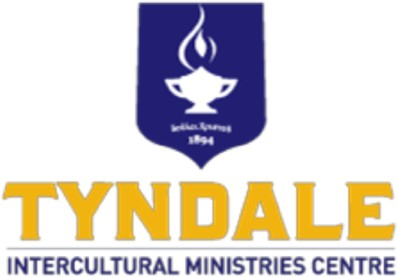 1894
TYNDALE
INTERCULTURAL MINISTRIES CENTRE